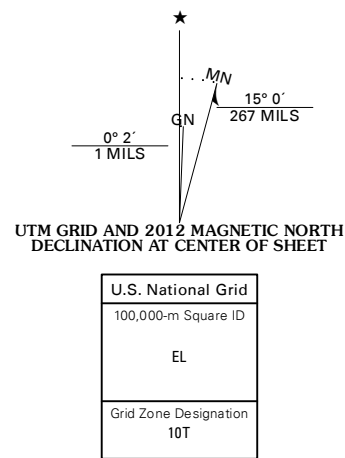 MN
GN
15° 0´
267 MILS
0° 2´
1 MILS
UTM GRID AND 2012 MAGNETIC NORTH
DECLINATION AT CENTER OF SHEET
U.S. National Grid
100,000-m Square ID
EL
Grid Zone Designation
10T